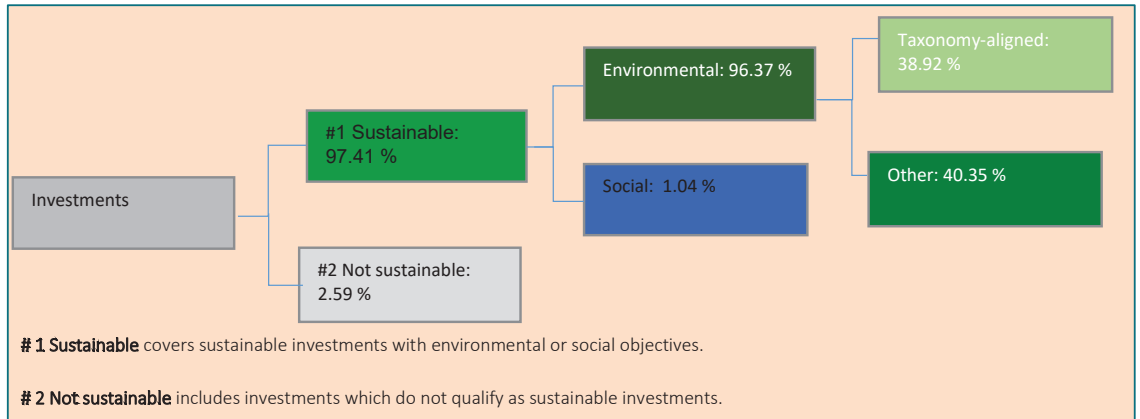 Investments
#1 Sustainable:
97.41 %
#2 Not sustainable:
2.59 %
Environmental: 96.37 %
Social:  1.04 %
Taxonomy-aligned:
38.92 %
Other: 40.35 %
# 1 Sustainable covers sustainable investments with environmental or social objectives.
# 2 Not sustainable includes investments which do not qualify as sustainable investments.